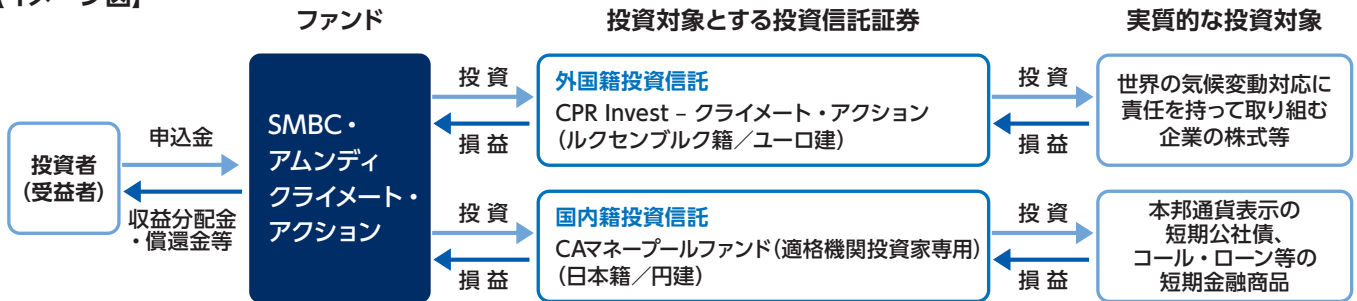 【イメージ図】
ファンド
投資対象とする投資信託証券
実質的な投資対象
投資者
(受益者)
申込金
収益分配金
・償還金等
SMBC・
アムンディ
クライメート・
アクション
投 資
損 益
外国籍投資信託
CPR Invest – クライメート・アクション
(ルクセンブルク籍／ユーロ建)
投 資
損 益
世界の気候変動対応に
責任を持って取り組む
企業の株式等
投 資
損 益
国内籍投資信託
CAマネープールファンド(適格機関投資家専用)
(日本籍／円建)
投 資
損 益
本邦通貨表示の
短期公社債、
コール・ローン等の
短期金融商品